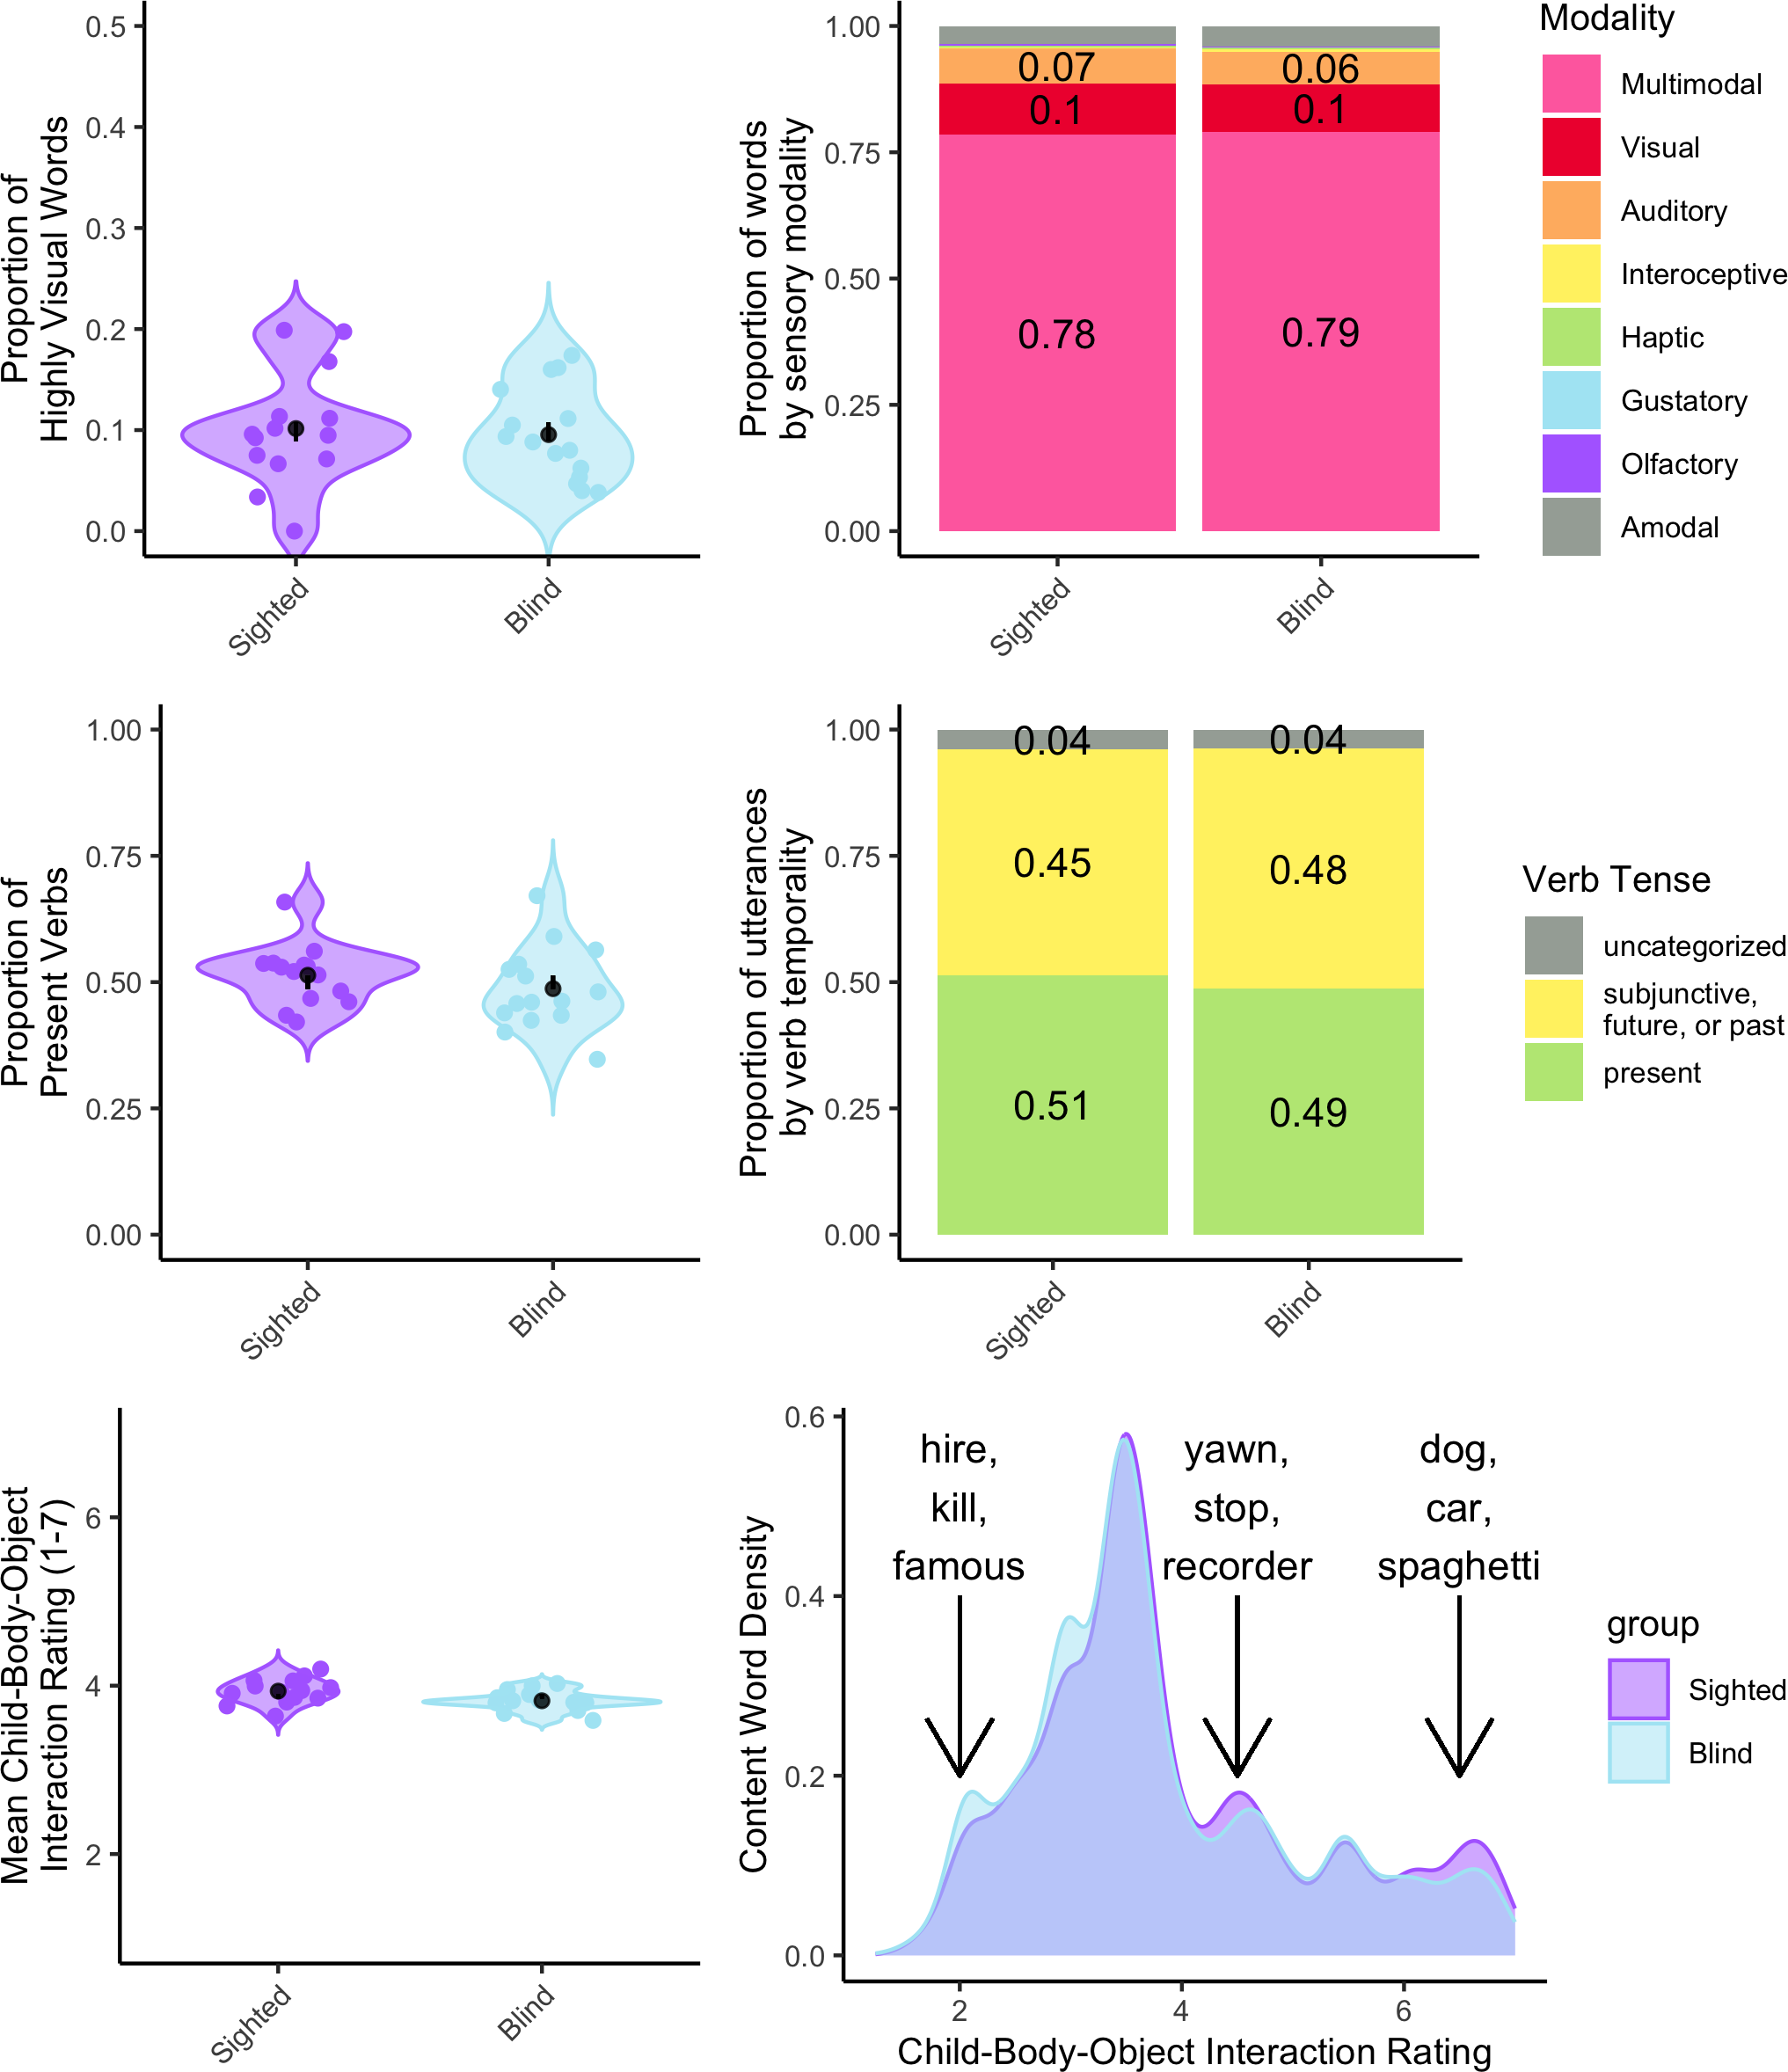 Proportion of
Highly Visual Words
0.5
0.4
0.3
0.2
0.1
0.0
Sighted
Blind
Proportion of words
by sensory modality
1.00
0.75
0.50
0.25
0.00
0.07
0.1
0.78
0.06
0.1
0.79
Sighted
Blind
Modality
Multimodal
Visual
Auditory
Interoceptive
Haptic
Gustatory
Olfactory
Amodal
Proportion of
Present Verbs
1.00
0.75
0.50
0.25
0.00
Sighted
Blind
Proportion of utterances
by verb temporality
1.00
0.75
0.50
0.25
0.00
0.04
0.45
0.51
0.04
0.48
0.49
Sighted
Blind
Verb Tense
uncategorized
subjunctive,
future, or past
present
Mean Child-Body-Object
Interaction Rating (1-7)
6
4
2
Sighted
Blind
Content Word Density
0.6
0.4
0.2
0.0
hire,
kill,
famous
yawn,
stop,
recorder
dog,
car,
spaghetti
2
4
6
Child-Body-Object Interaction Rating
group
Sighted
Blind